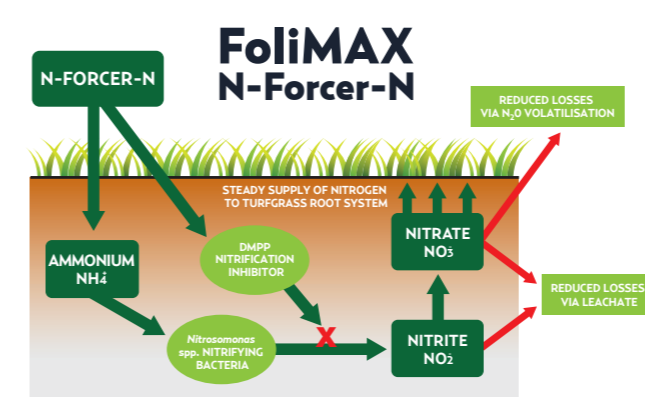 FoliMAX
N-Forcer-N
N-FORCER-N
REDUCED LOSSES
VIA N₂O VOLATILISATION
STEADY SUPPLY OF NITROGEN
TO TURFGRASS ROOT SYSTEM
AMMONIUM
NH₄⁺
DMPP
NITRIFICATION
INHIBITOR
NITRATE
NO₃⁻
REDUCED LOSSES
VIA LEACHATE
Nitrosomonas
spp. NITRIFYING
BACTERIA
X
NITRITE
NO₂⁻